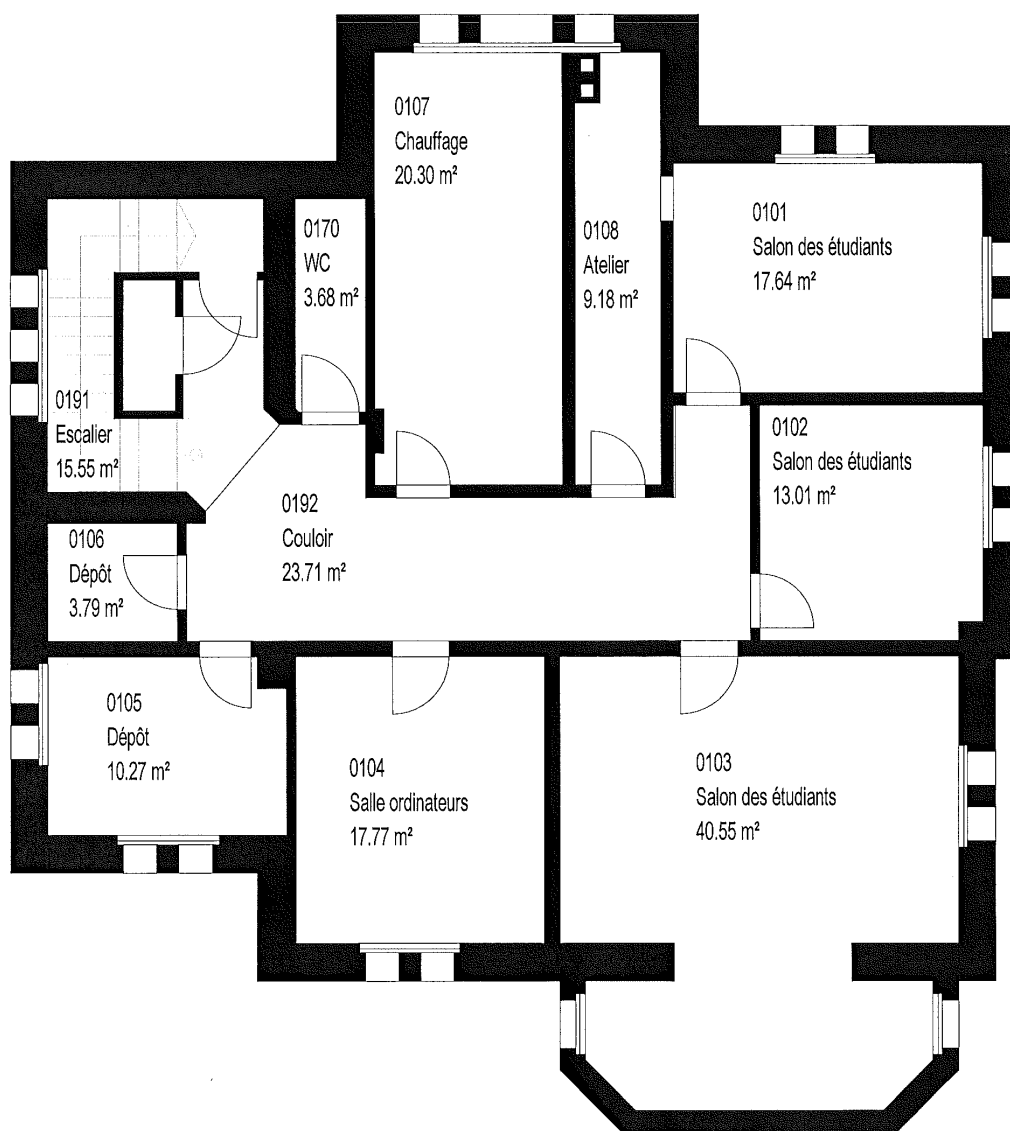 0107
Chauffage
20.30 m²
0170
WC
3.68 m²
0108
Atelier
9.18 m²
0101
Salon des étudiants
17.64 m²
0191
Escalier
15.55 m²
0102
Salon des étudiants
13.01 m²
0192
Couloir
23.71 m²
0106
Dépôt
3.79 m²
0105
Dépôt
10.27 m²
0104
Salle ordinateurs
17.77 m²
0103
Salon des étudiants
40.55 m²